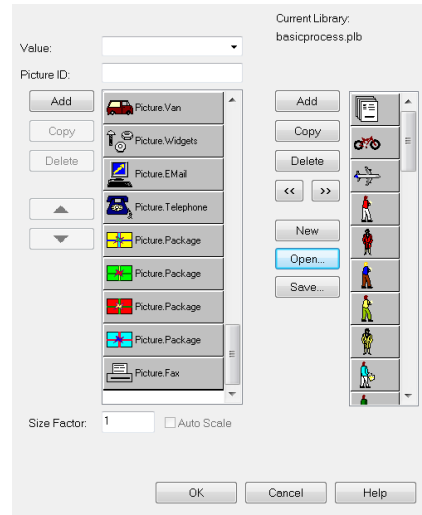 Current Library:
basicprocess.plb
Value:
Picture ID:
Add
Copy
Delete
Picture.Van
Picture.Widgets
Picture.EMail
Picture.Telephone
Picture.Package
Picture.Package
Picture.Package
Picture.Package
Picture.Fax
Add
Copy
Delete
<< >>
New
Open...
Save...
Size Factor: 1 Auto Scale
OK Cancel Help